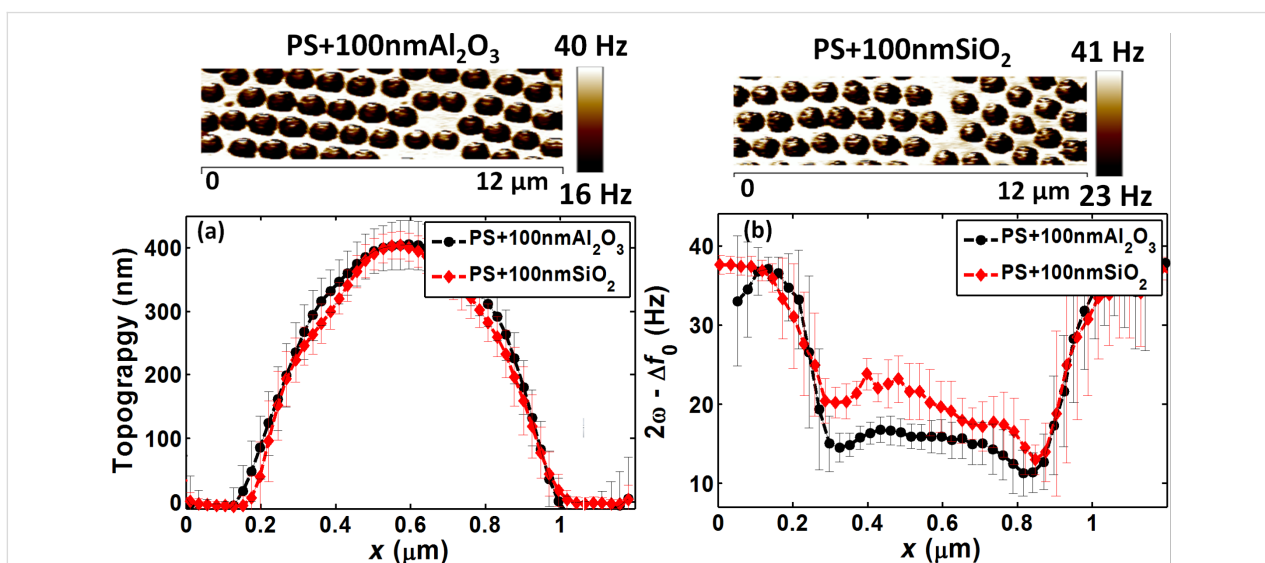 PS+100nmAl₂O₃
40 Hz
0
12 µm
16 Hz
PS+100nmSiO₂
41 Hz
0
12 µm
23 Hz
(a)
PS+100nmAl₂O₃
PS+100nmSiO₂
Topograpgy (nm)
400
300
200
100
0
0 0.2 0.4 0.6 0.8 1
x (µm)
(b)
PS+100nmAl₂O₃
PS+100nmSiO₂
2ω - Δf₀ (Hz)
40
30
20
10
0 0.2 0.4 0.6 0.8 1
x (µm)